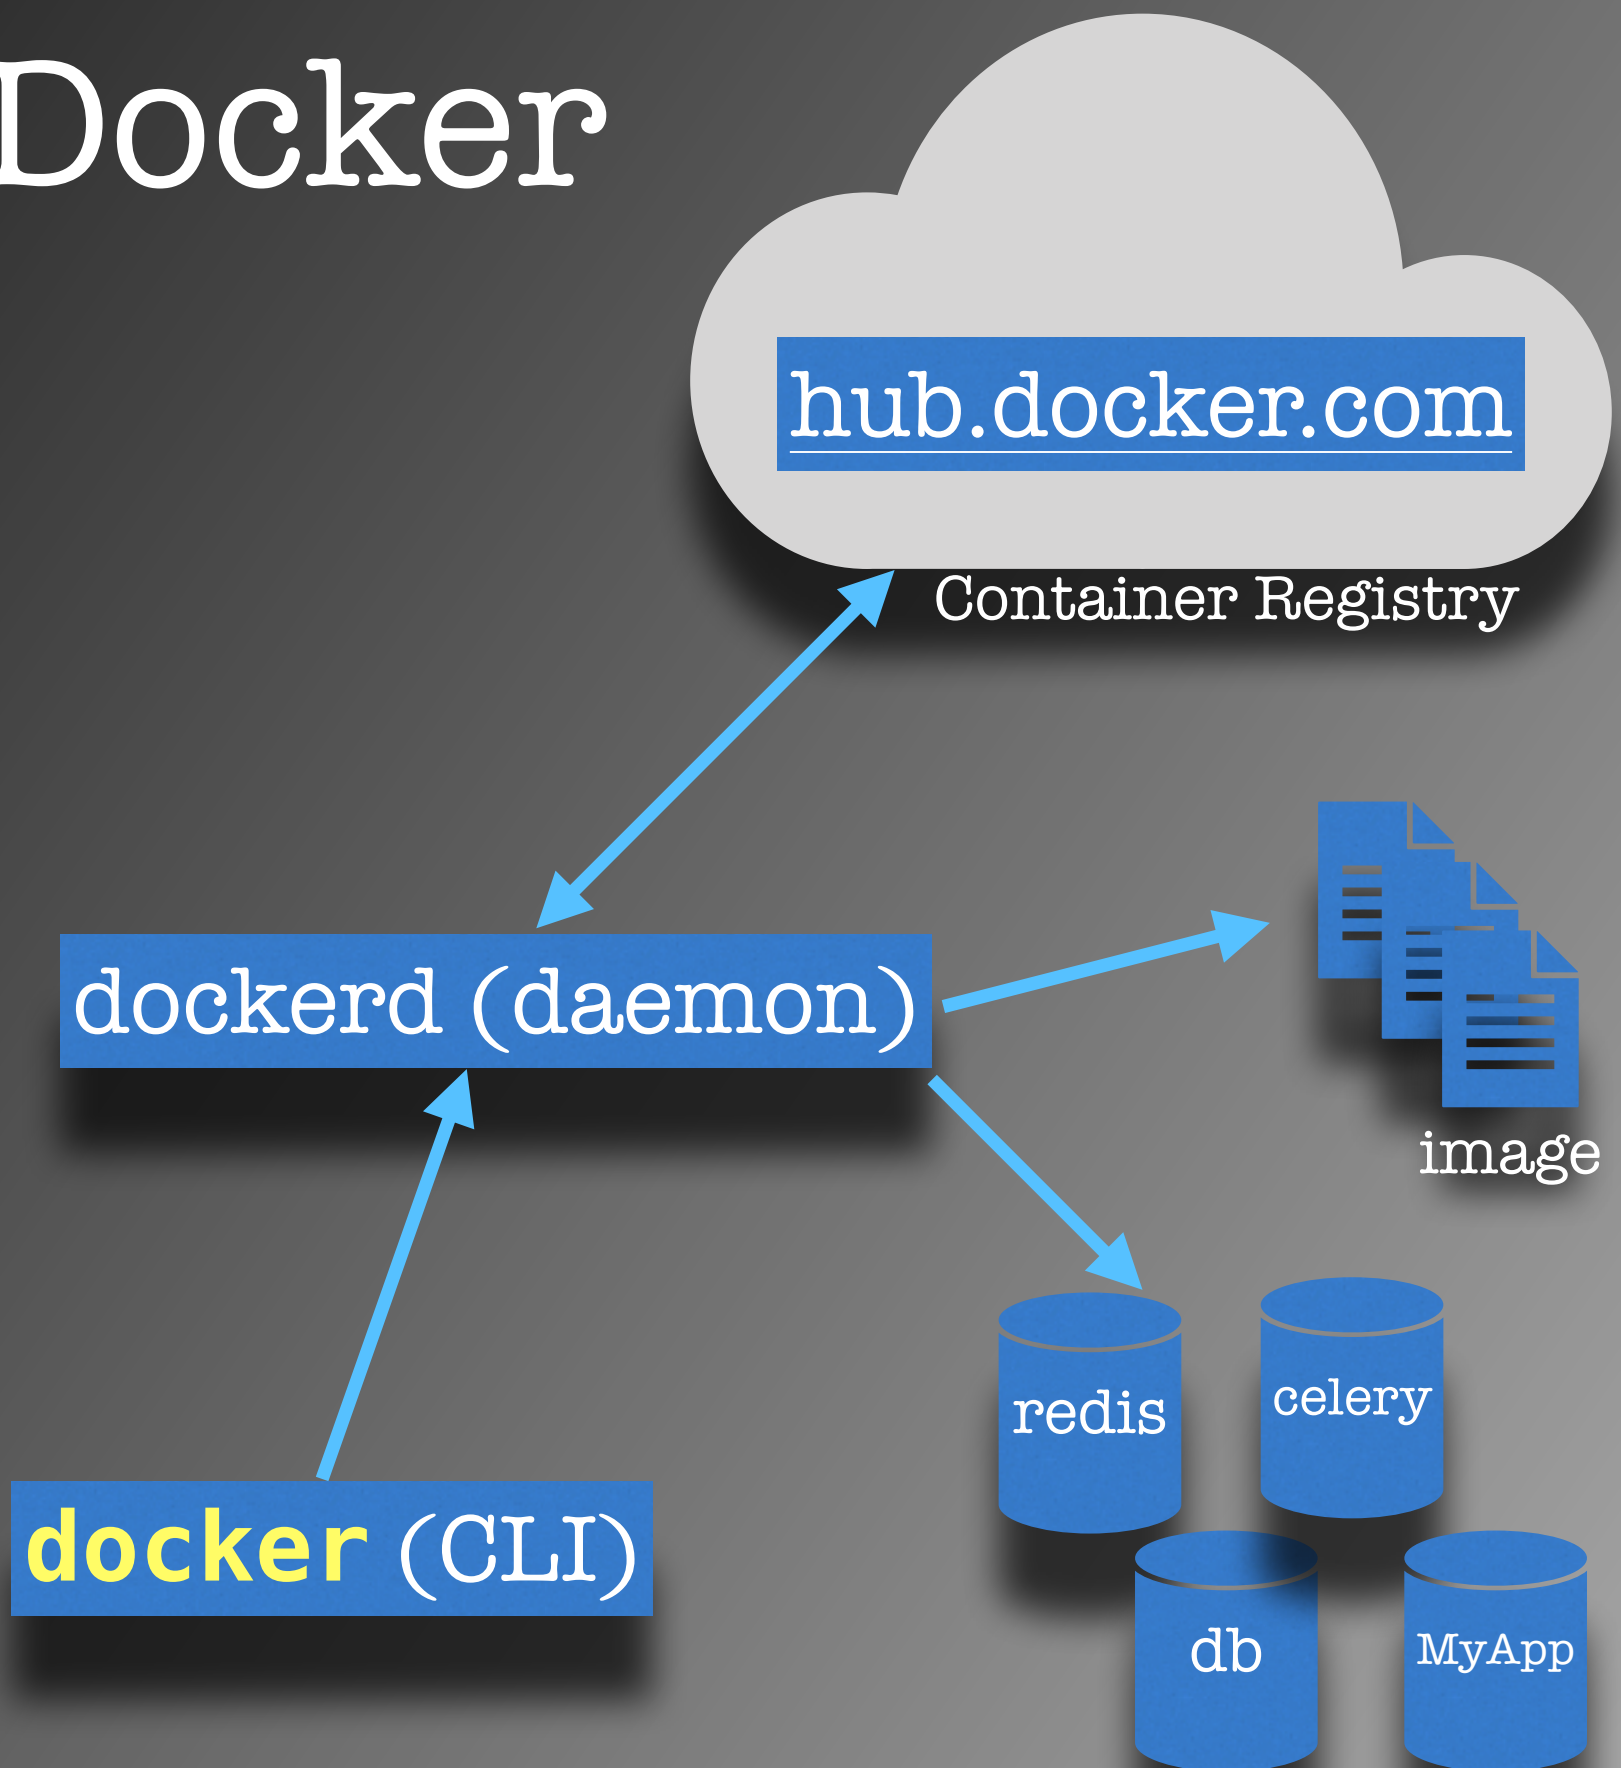 Docker
hub.docker.com
Container Registry
dockerd (daemon)
image
redis
celery
docker (CLI)
db
MyApp